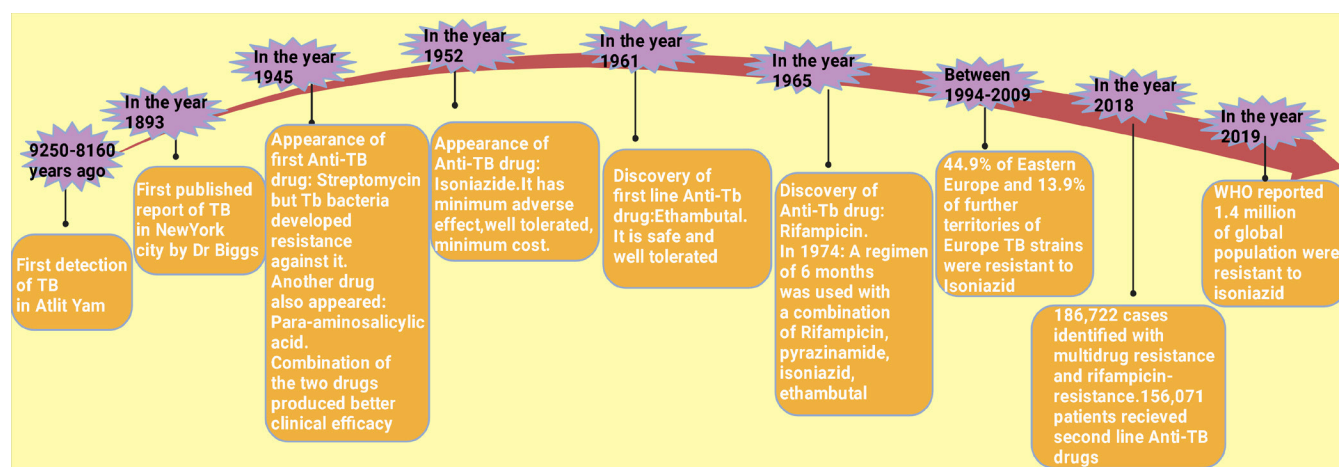 9250-8160
years ago
First detection
of TB
in Atlit Yam
In the year
1893
First published
report of TB
in NewYork
city by Dr Biggs
In the year
1945
Appearance of
first Anti-TB
drug: Streptomycin
but Tb bacteria
developed
resistance
against it.
Another drug
also appeared:
Para-aminosalicylic
acid.
Combination of
the two drugs
produced better
clinical efficacy
In the year
1952
Appearance of
Anti-TB drug:
Isoniazide.It has
minimum adverse
effect,well tolerated,
minimum cost.
In the year
1961
Discovery of
first line Anti-Tb
drug:Ethambutal.
It is safe and
well tolerated
In the year
1965
Discovery of
Anti-Tb drug:
Rifampicin.
In 1974: A regimen
of 6 months
was used with
a combination
of Rifampicin,
pyrazinamide,
isoniazid,
ethambutal
Between
1994-2009
44.9% of Eastern
Europe and 13.9%
of further
territories of
Europe TB strains
were resistant to
Isoniazid
In the year
2018
186,722 cases
identified with
multidrug resistance
and rifampicin-
resistance.156,071
patients recieved
second line Anti-TB
drugs
In the year
2019
WHO reported
1.4 million
of global
population were
resistant to
isoniazid